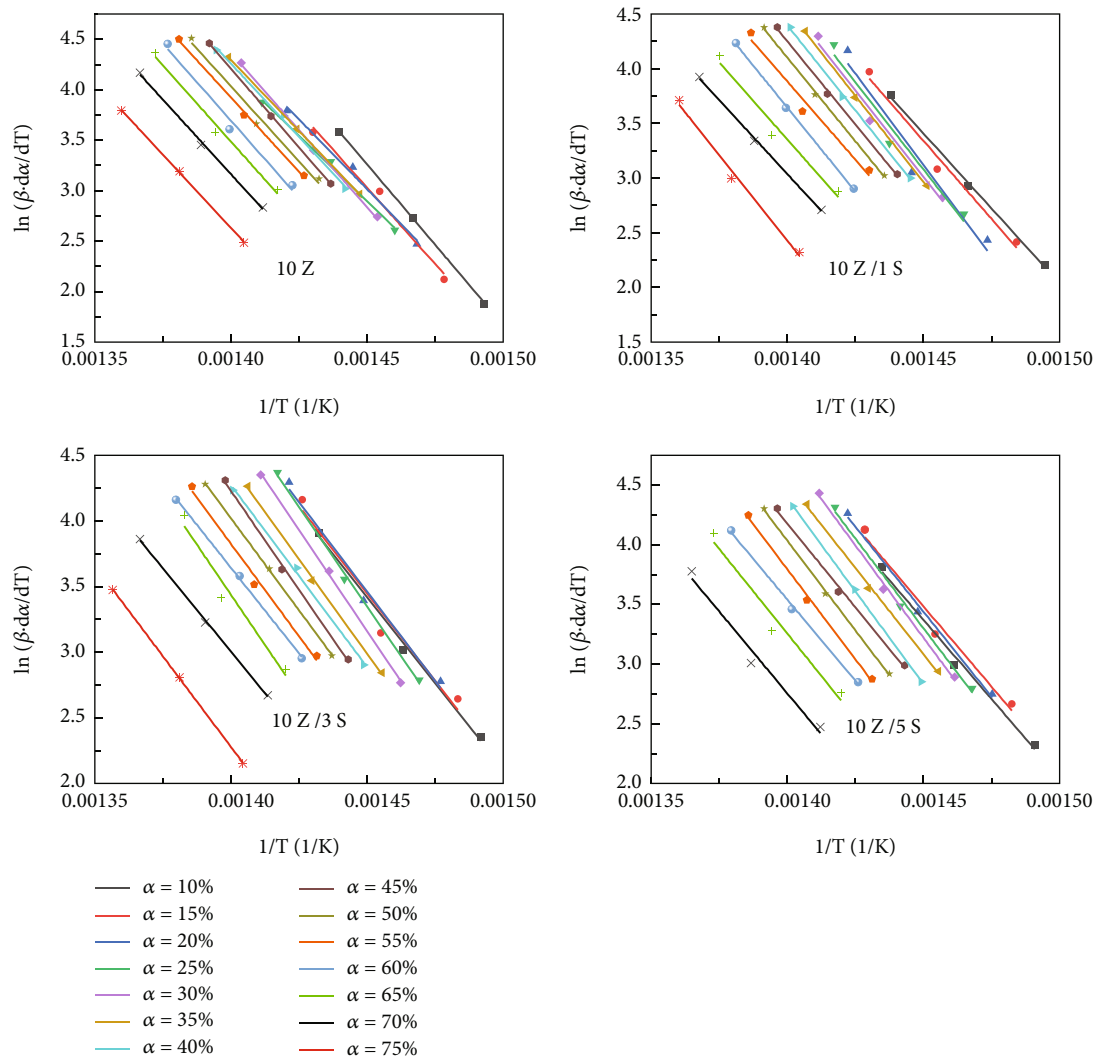 4.5
4.0
3.5
3.0
2.5
2.0
1.5
ln (β·dα/dT)
10 Z
0.00135 0.00140 0.00145 0.00150
1/T (1/K)
4.5
4.0
3.5
3.0
2.5
2.0
1.5
ln (β·dα/dT)
10 Z /1 S
0.00135 0.00140 0.00145 0.00150
1/T (1/K)
4.5
4.0
3.5
3.0
2.5
2.0
ln (β·dα/dT)
10 Z /3 S
0.00135 0.00140 0.00145 0.00150
1/T (1/K)
4.5
4.0
3.5
3.0
2.5
2.0
ln (β·dα/dT)
10 Z /5 S
0.00135 0.00140 0.00145 0.00150
1/T (1/K)
α = 10%
α = 15%
α = 20%
α = 25%
α = 30%
α = 35%
α = 40%
α = 45%
α = 50%
α = 55%
α = 60%
α = 65%
α = 70%
α = 75%